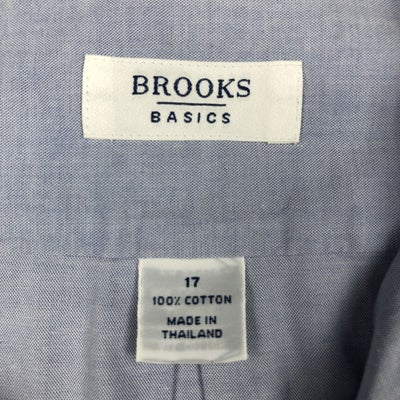 BROOKS
BASICS
17
100% COTTON
MADE IN
THAILAND